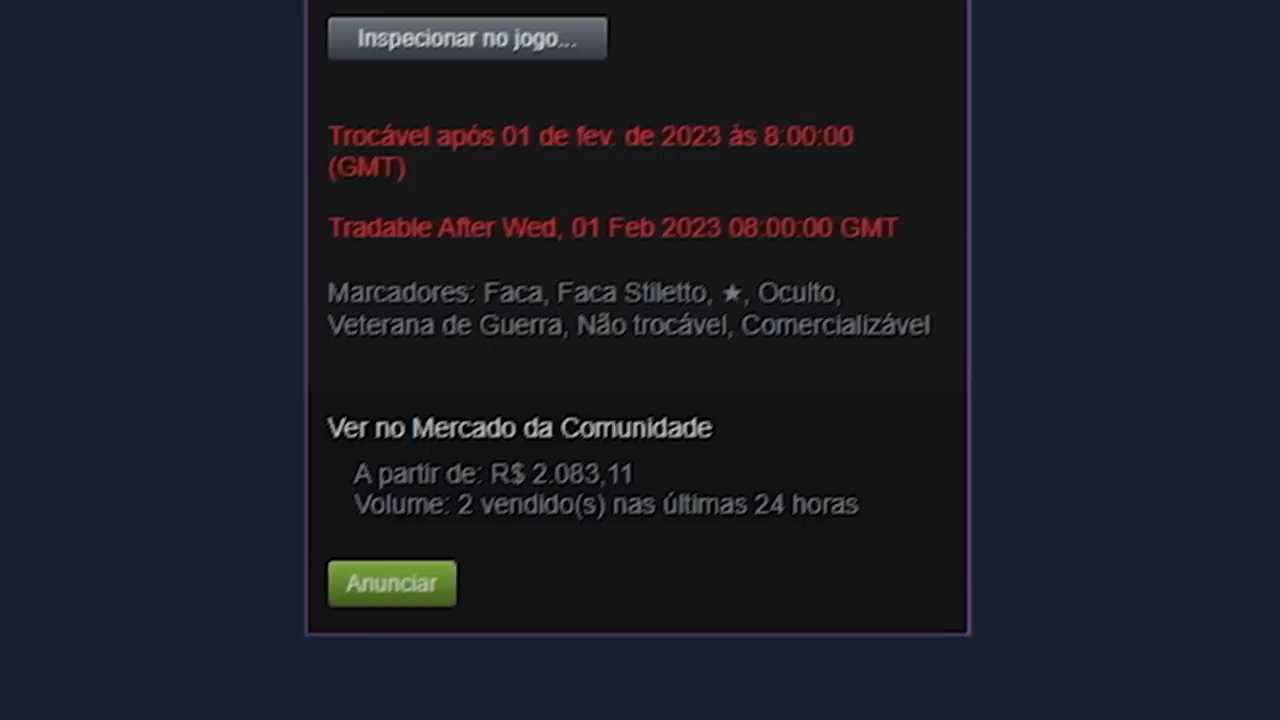 Inspecionar no jogo...
Trocável após 01 de fev. de 2023 às 8:00:00
(GMT)
Tradable After Wed, 01 Feb 2023 08:00:00 GMT
Marcadores: Faca, Faca Stiletto, ★, Oculto,
Veterana de Guerra, Não trocável, Comercializável
Ver no Mercado da Comunidade
A partir de: R$ 2.083,11
Volume: 2 vendido(s) nas últimas 24 horas
Anunciar